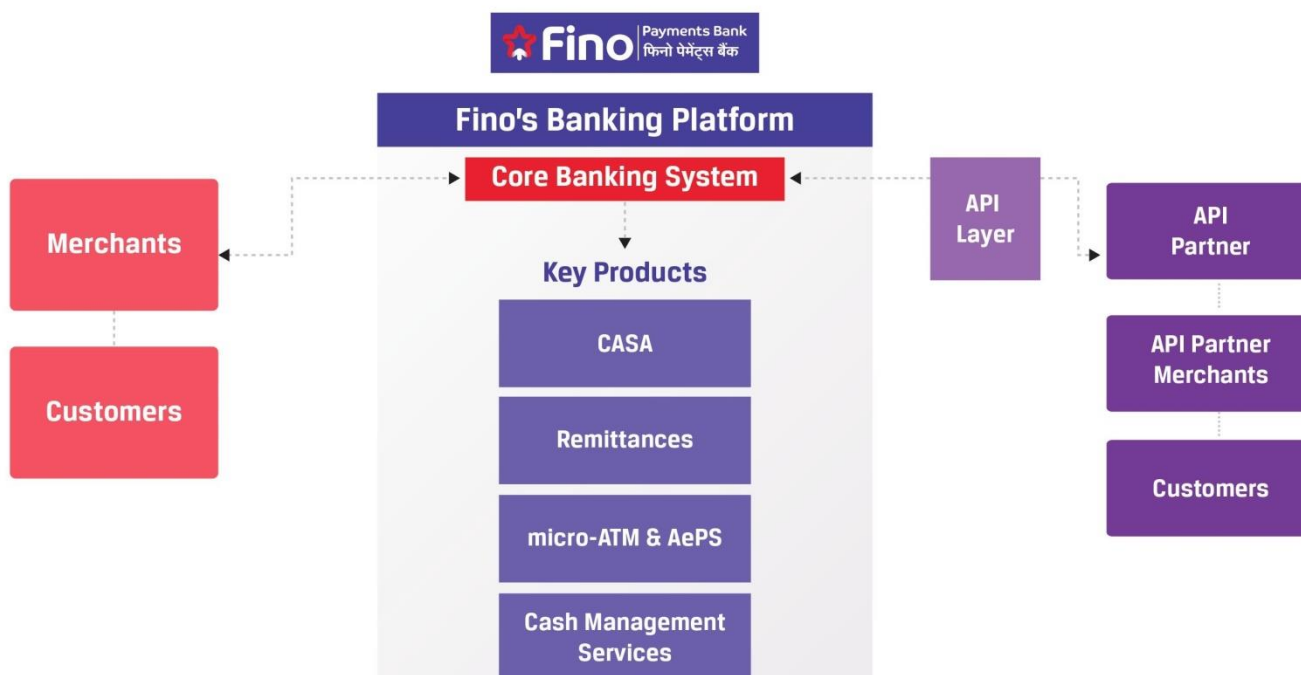 Fino
Payments Bank
फिनो पेमेंट्स बैंक
Fino's Banking Platform
Core Banking System
Merchants
Customers
Key Products
CASA
Remittances
micro-ATM & AePS
Cash Management
Services
API
Layer
API
Partner
API Partner
Merchants
Customers